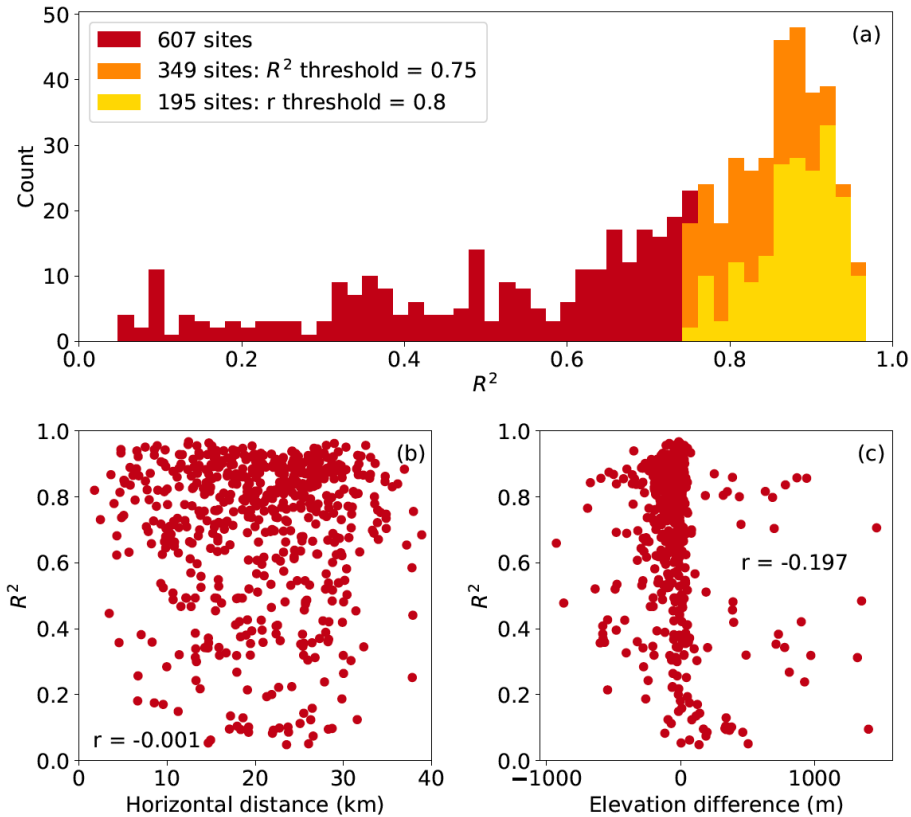 50
40
30
20
10
0
Count
607 sites
349 sites: R² threshold = 0.75
195 sites: r threshold = 0.8
(a)
0.0 0.2 0.4 0.6 0.8 1.0
R²
1.0
0.8
0.6
0.4
0.2
0.0
R²
(b)
r = -0.001
0 10 20 30 40
Horizontal distance (km)
1.0
0.8
0.6
0.4
0.2
0.0
R²
(c)
r = -0.197
−1000 0 1000
Elevation difference (m)